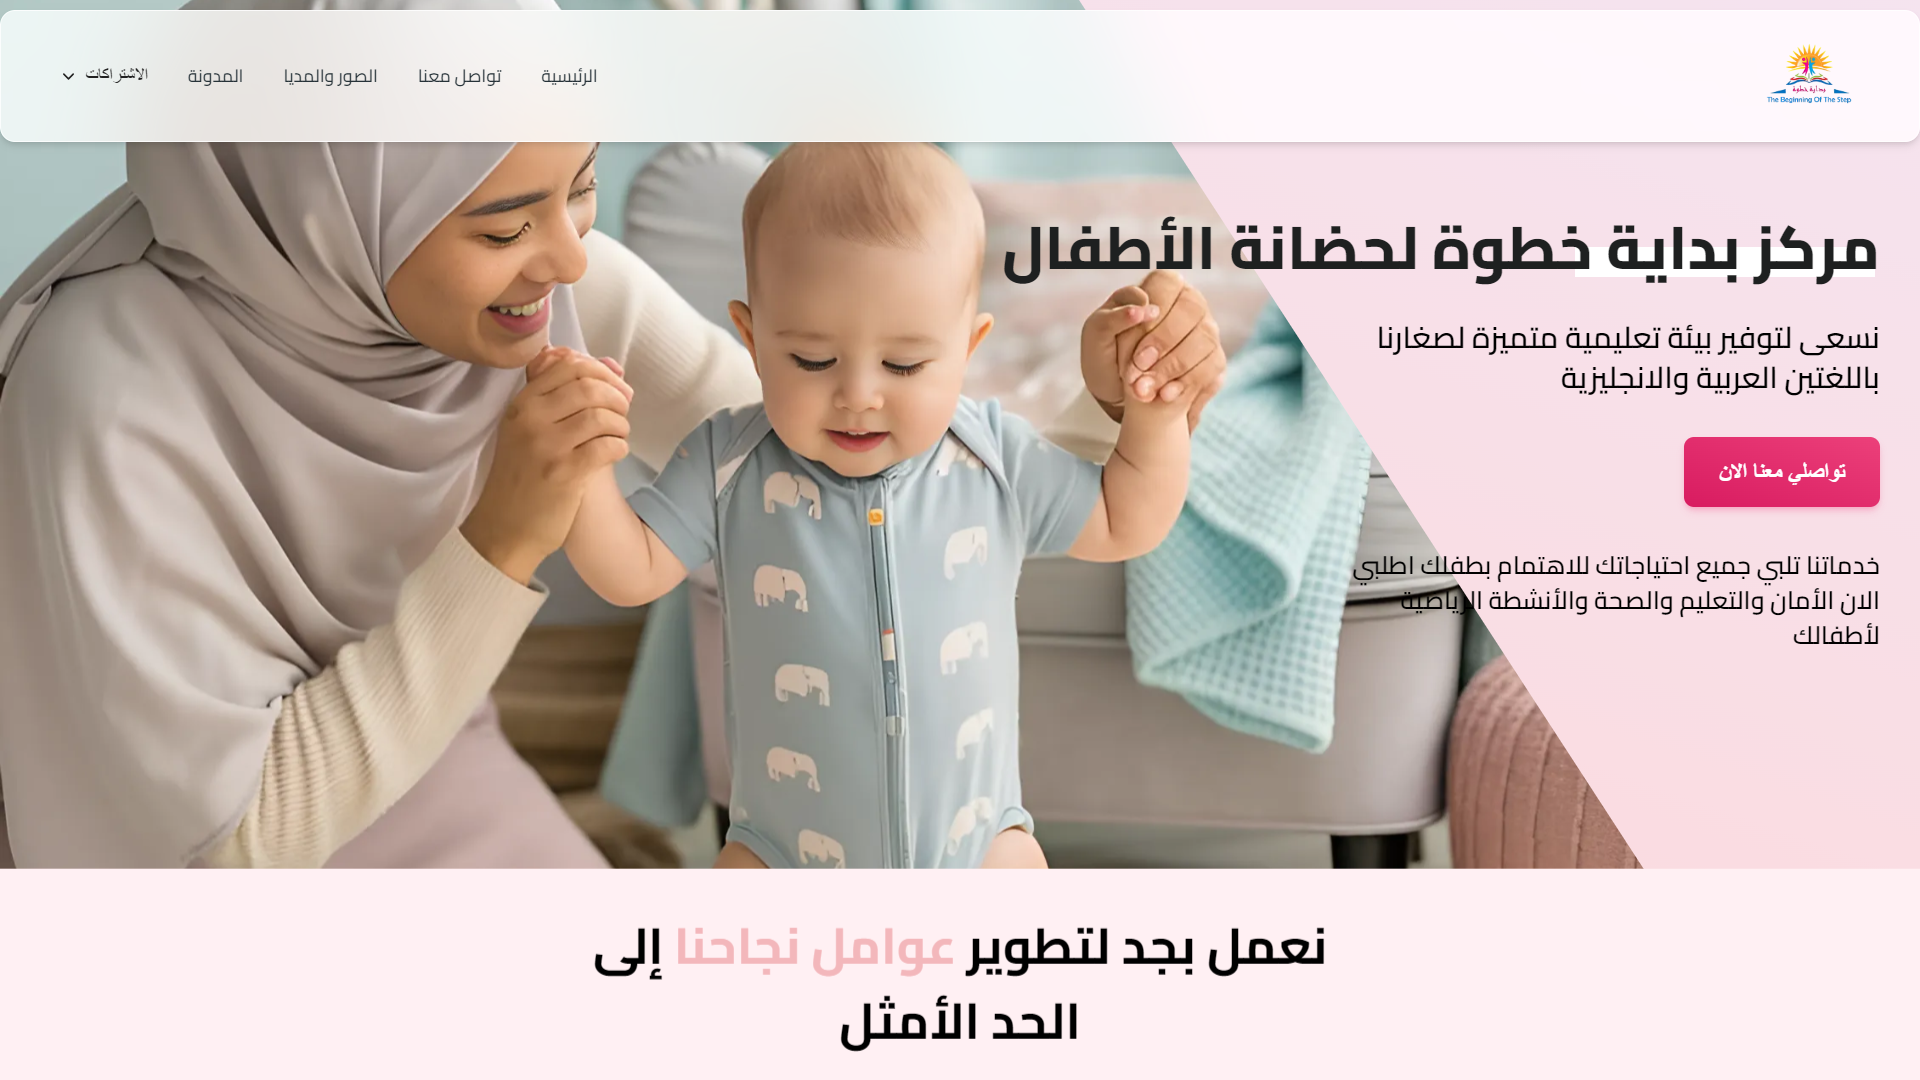 بداية خطوة
The Beginning Of The Step
الرئيسية
تواصل معنا
الصور والمديا
المدونة
الاشتراكات
مركز بداية خطوة لحضانة الأطفال
نسعى لتوفير بيئة تعليمية متميزة لصغارنا
باللغتين العربية والانجليزية
تواصلي معنا الان
خدماتنا تلبي جميع احتياجاتك للاهتمام بطفلك اطلبي
الان الأمان والتعليم والصحة والأنشطة الرياضية
لأطفالك
نعمل بجد لتطوير عوامل نجاحنا إلى
الحد الأمثل